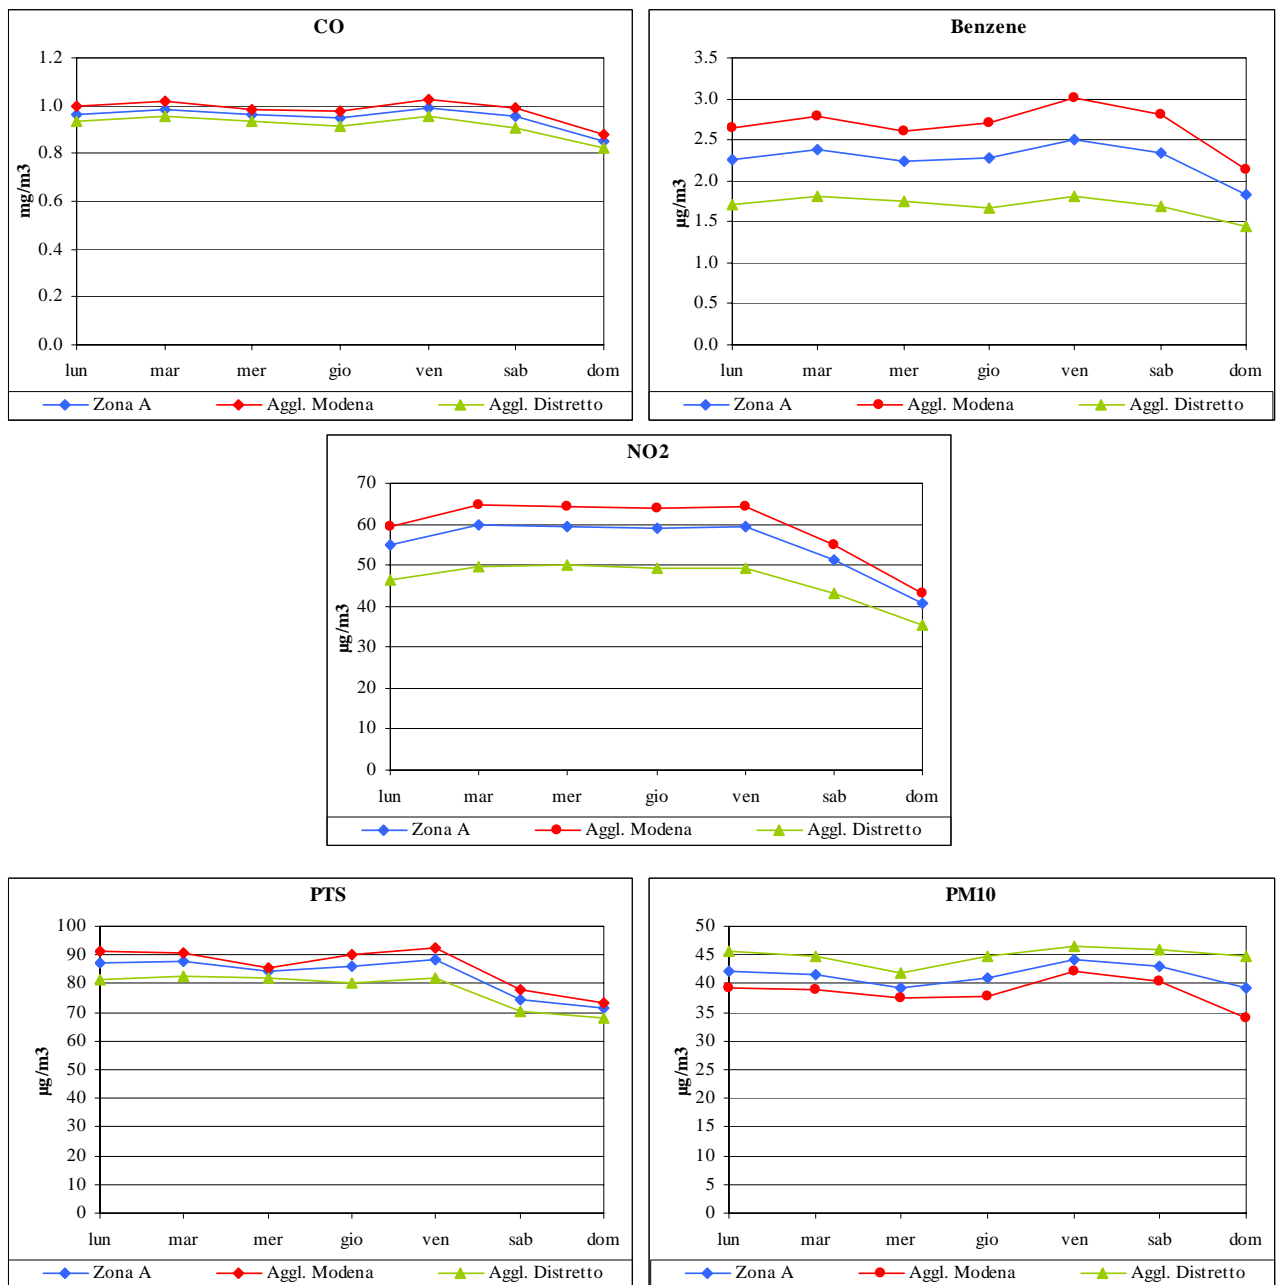 CO
1.2
1.0
0.8
0.6
0.4
0.2
0.0
mg/m3
lun mar mer gio ven sab dom
Zona A Aggl. Modena Aggl. Distretto
Benzene
3.5
3.0
2.5
2.0
1.5
1.0
0.5
0.0
µg/m3
lun mar mer gio ven sab dom
Zona A Aggl. Modena Aggl. Distretto
NO2
70
60
50
40
30
20
10
0
µg/m3
lun mar mer gio ven sab dom
Zona A Aggl. Modena Aggl. Distretto
PTS
100
90
80
70
60
50
40
30
20
10
0
µg/m3
lun mar mer gio ven sab dom
Zona A Aggl. Modena Aggl. Distretto
PM10
50
45
40
35
30
25
20
15
10
5
0
µg/m3
lun mar mer gio ven sab dom
Zona A Aggl. Modena Aggl. Distretto